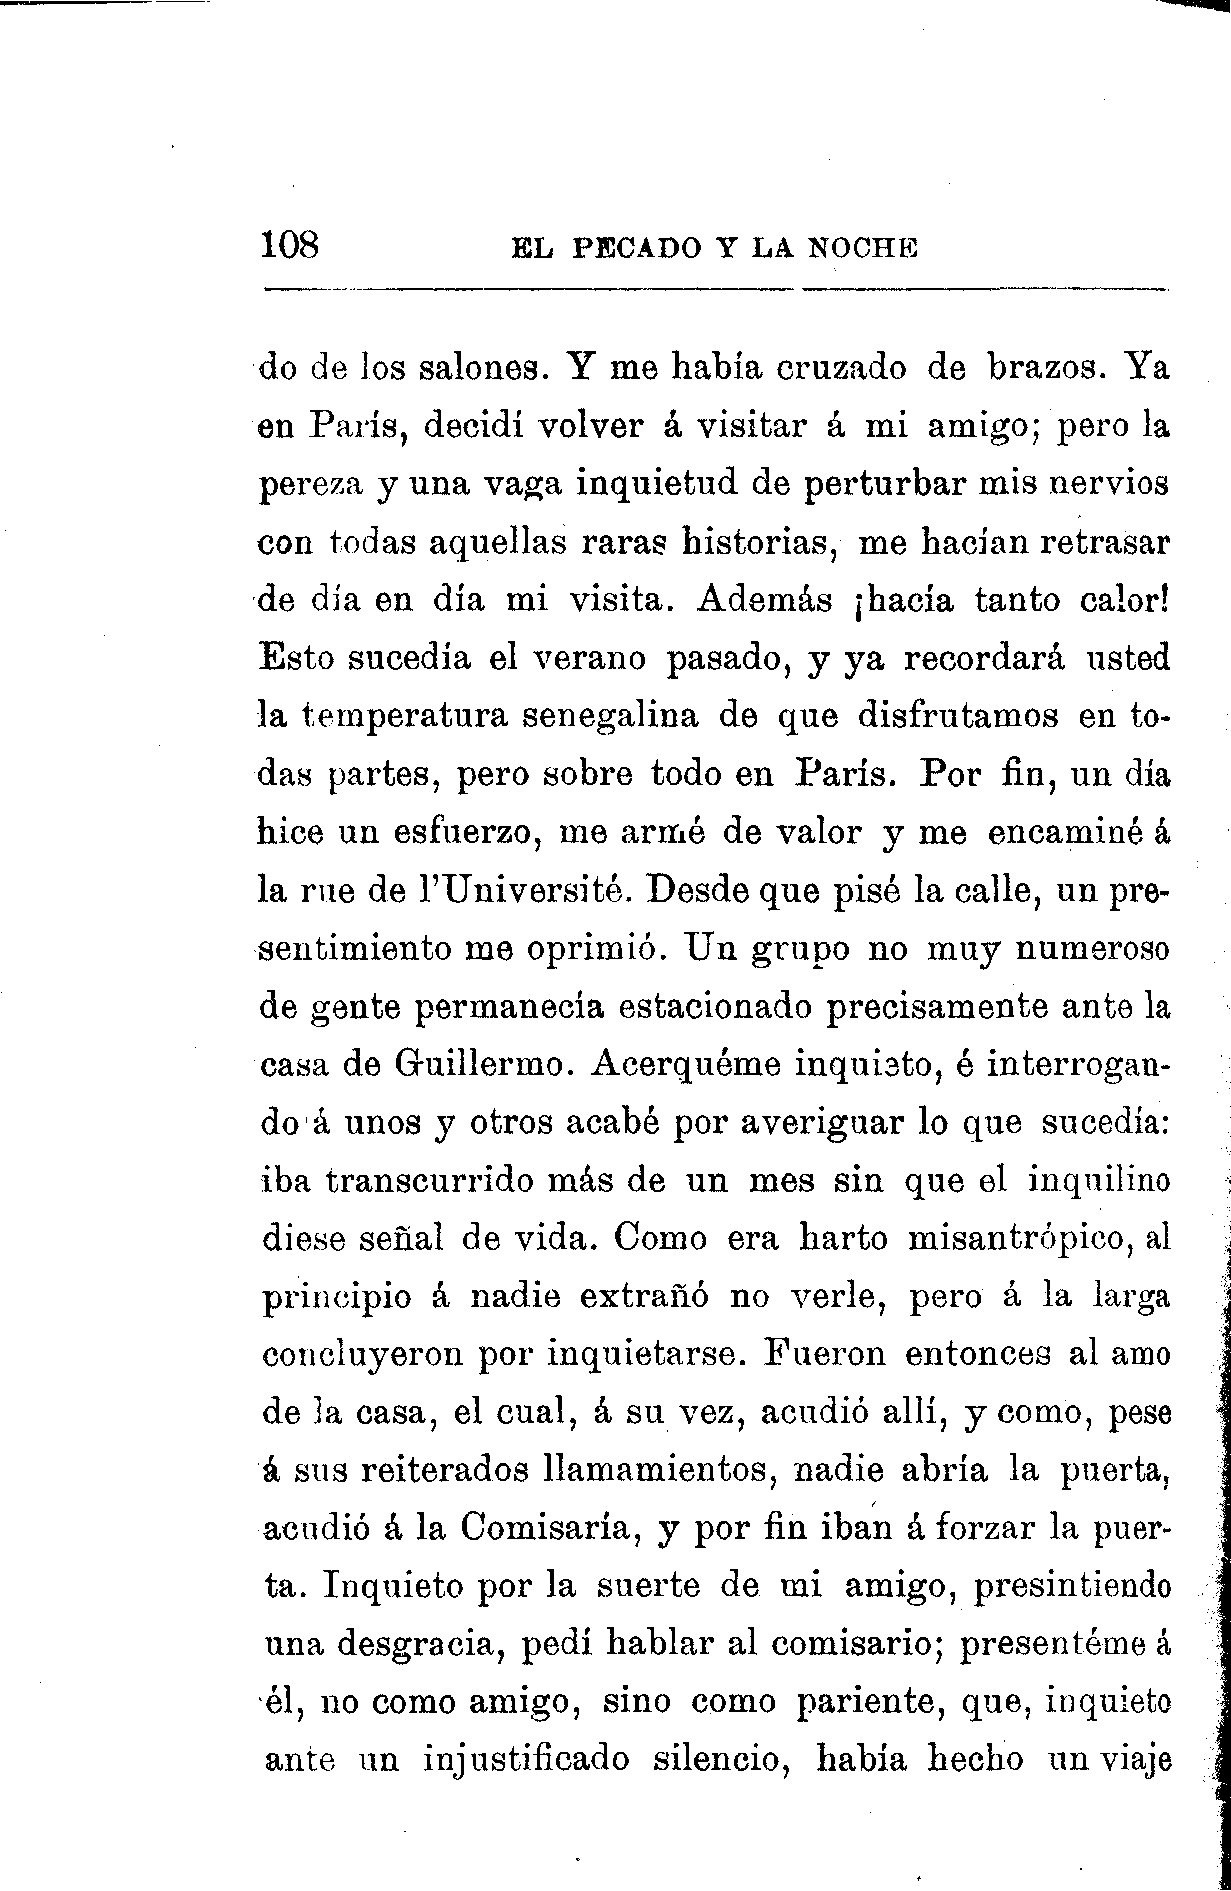 108 EL PECADO Y LA NOCHE
do de los salones. Y me había cruzado de brazos. Ya
en París, decidí volver á visitar á mi amigo; pero la
pereza y una vaga inquietud de perturbar mis nervios
con todas aquellas raras historias, me hacían retrasar
de día en día mi visita. Además ¡hacía tanto calor!
Esto sucedía el verano pasado, y ya recordará usted
la temperatura senegalina de que disfrutamos en to-
das partes, pero sobre todo en París. Por fin, un día
hice un esfuerzo, me armé de valor y me encaminé á
la rue de l'Université. Desde que pisé la calle, un pre-
sentimiento me oprimió. Un grupo no muy numeroso
de gente permanecía estacionado precisamente ante la
casa de Guillermo. Acerquéme inquieto, é interrogan-
do á unos y otros acabé por averiguar lo que sucedía:
iba transcurrido más de un mes sin que el inquilino
diese señal de vida. Como era harto misantrópico, al
principio á nadie extrañó no verle, pero á la larga
concluyeron por inquietarse. Fueron entonces al amo
de la casa, el cual, á su vez, acudió allí, y como, pese
á sus reiterados llamamientos, nadie abría la puerta,
acudió á la Comisaría, y por fin iban á forzar la puer-
ta. Inquieto por la suerte de mi amigo, presintiendo
una desgracia, pedí hablar al comisario; presentéme á
él, no como amigo, sino como pariente, que, inquieto
ante un injustificado silencio, había hecho un viaje